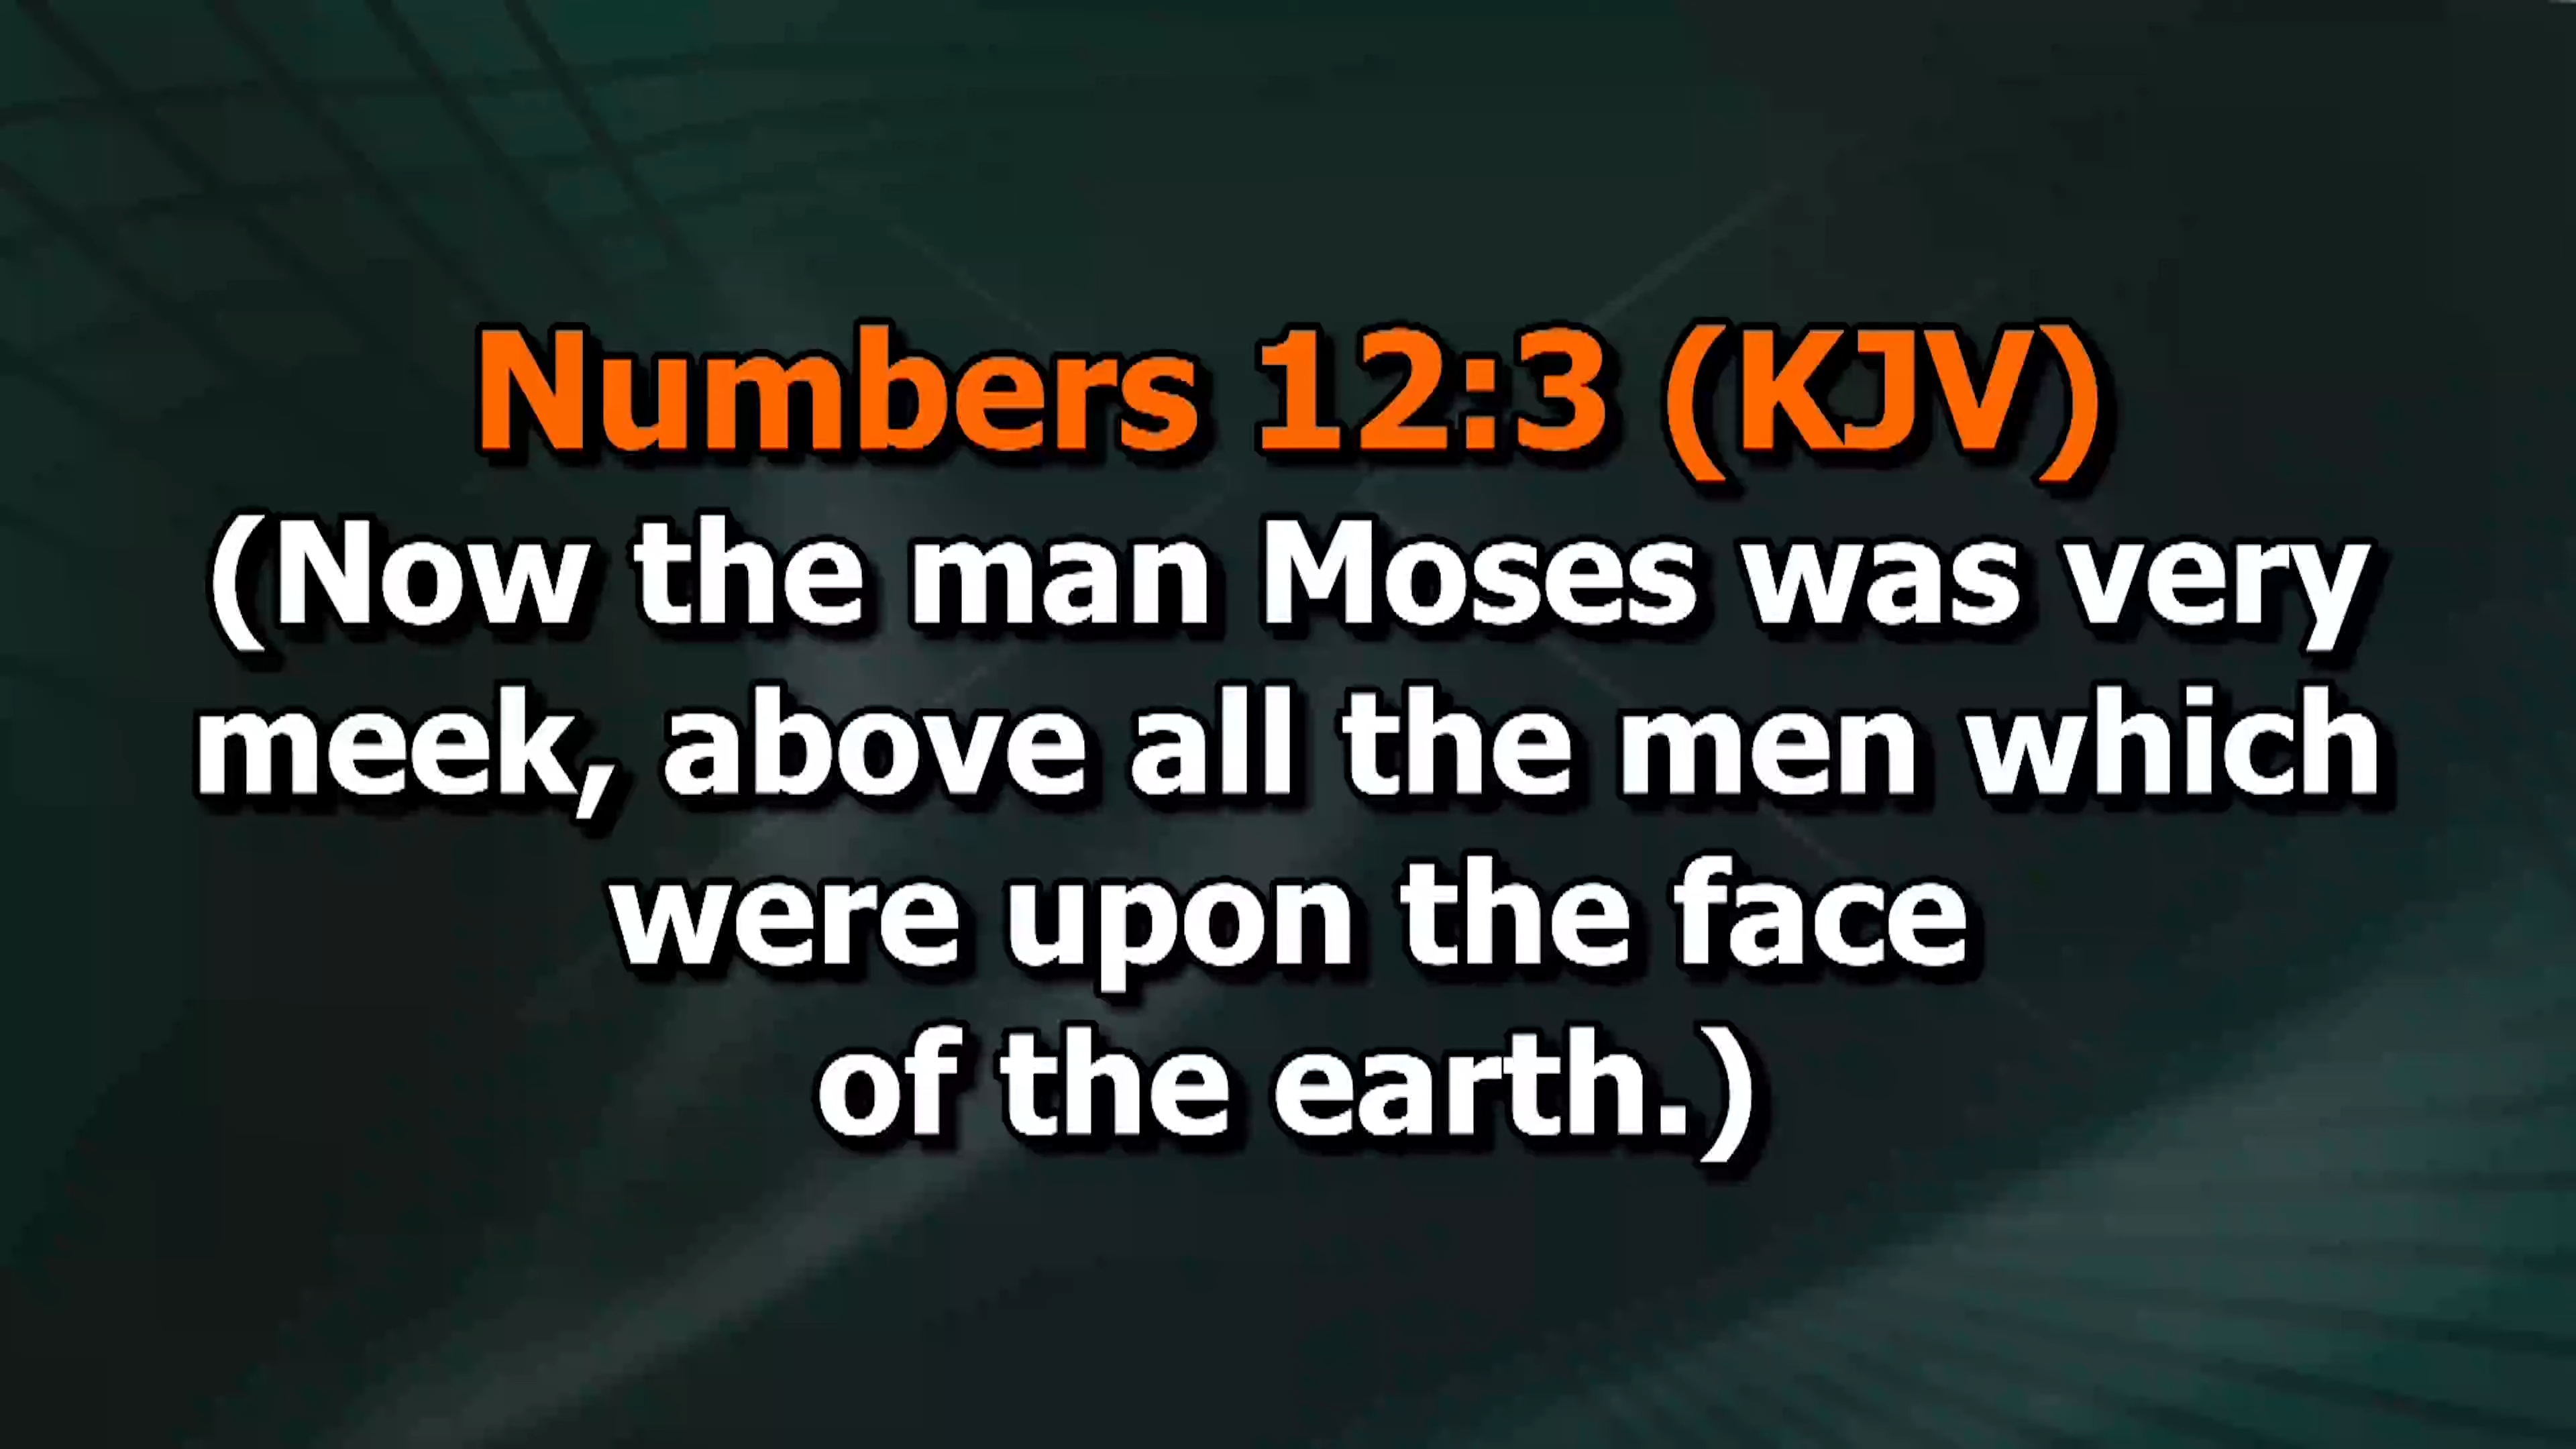 Numbers 12:3 (KJV)
(Now the man Moses was very
meek, above all the men which
were upon the face
of the earth.)